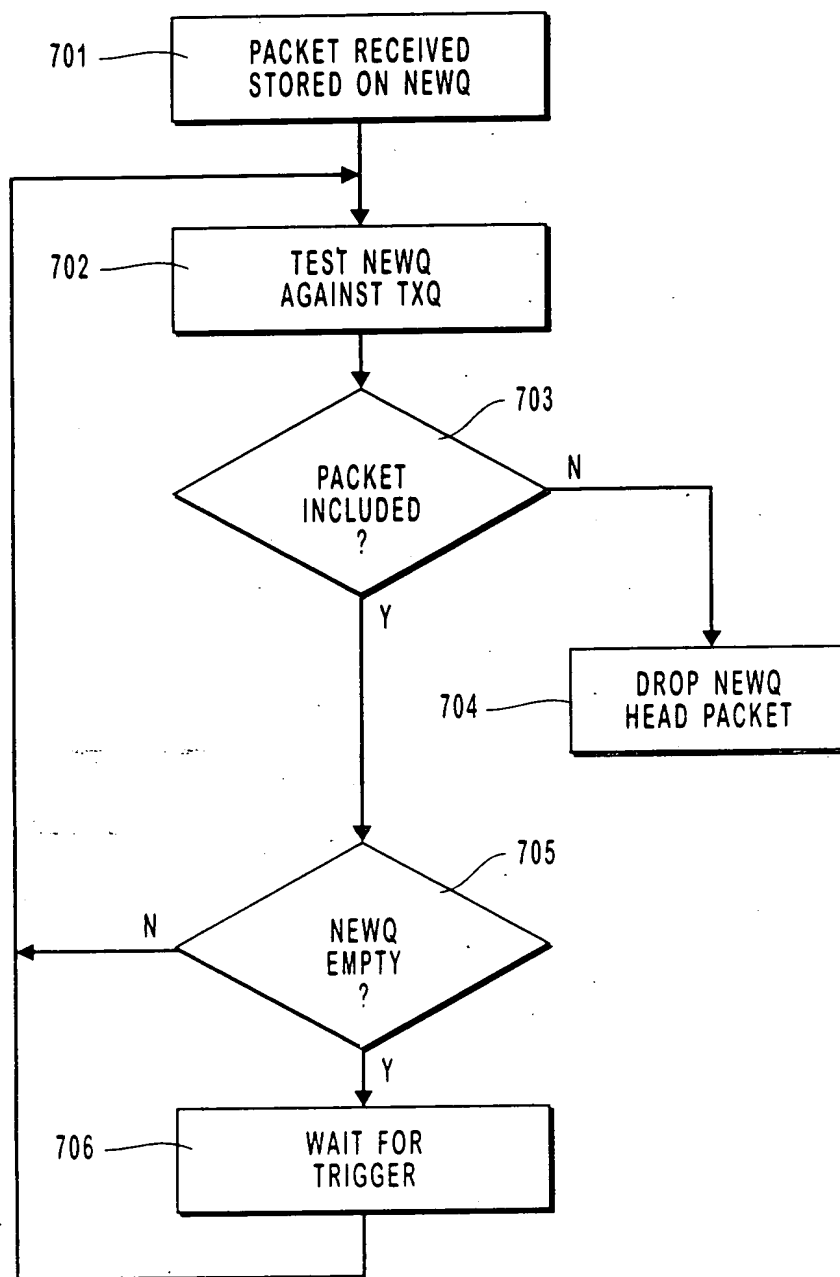 701
PACKET RECEIVED
STORED ON NEWQ
702
TEST NEWQ
AGAINST TXQ
703
PACKET
INCLUDED
?
N
Y
704
DROP NEWQ
HEAD PACKET
705
N
NEWQ
EMPTY
?
Y
706
WAIT FOR
TRIGGER